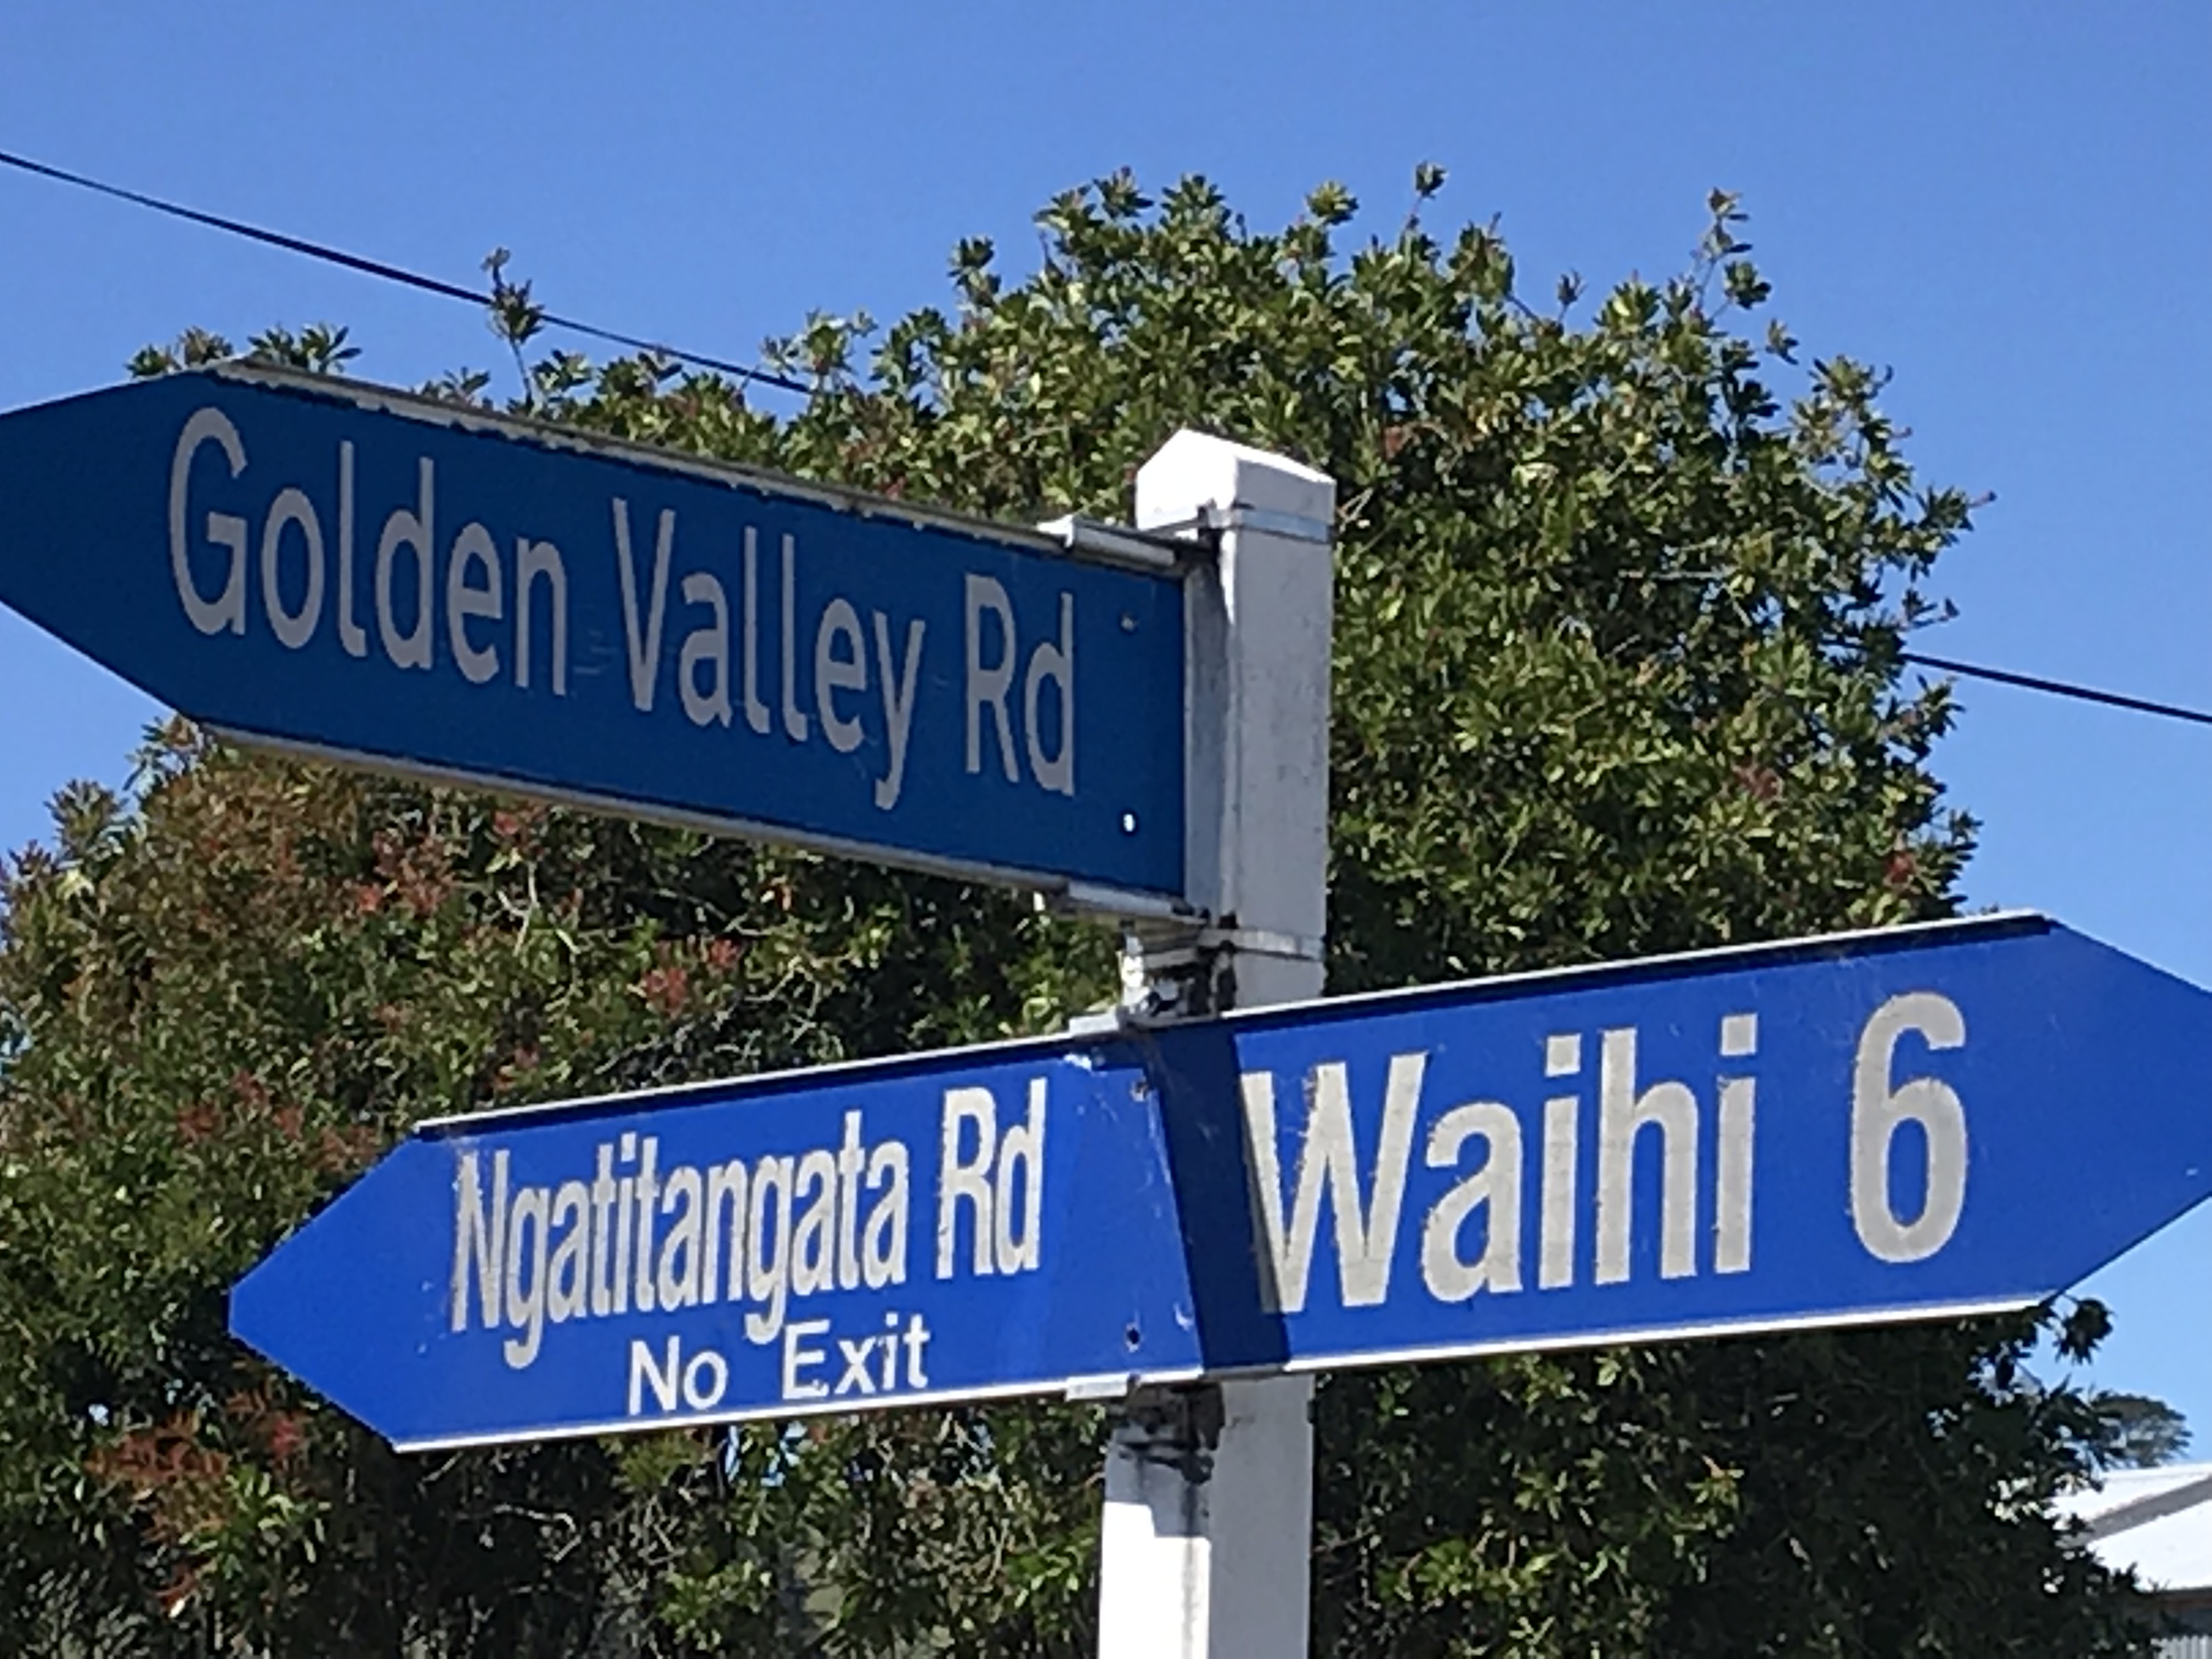 Golden Valley Rd
Ngatitangata Rd
No Exit
Waihi 6